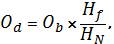 O_d = O_b × H_f / H_N,